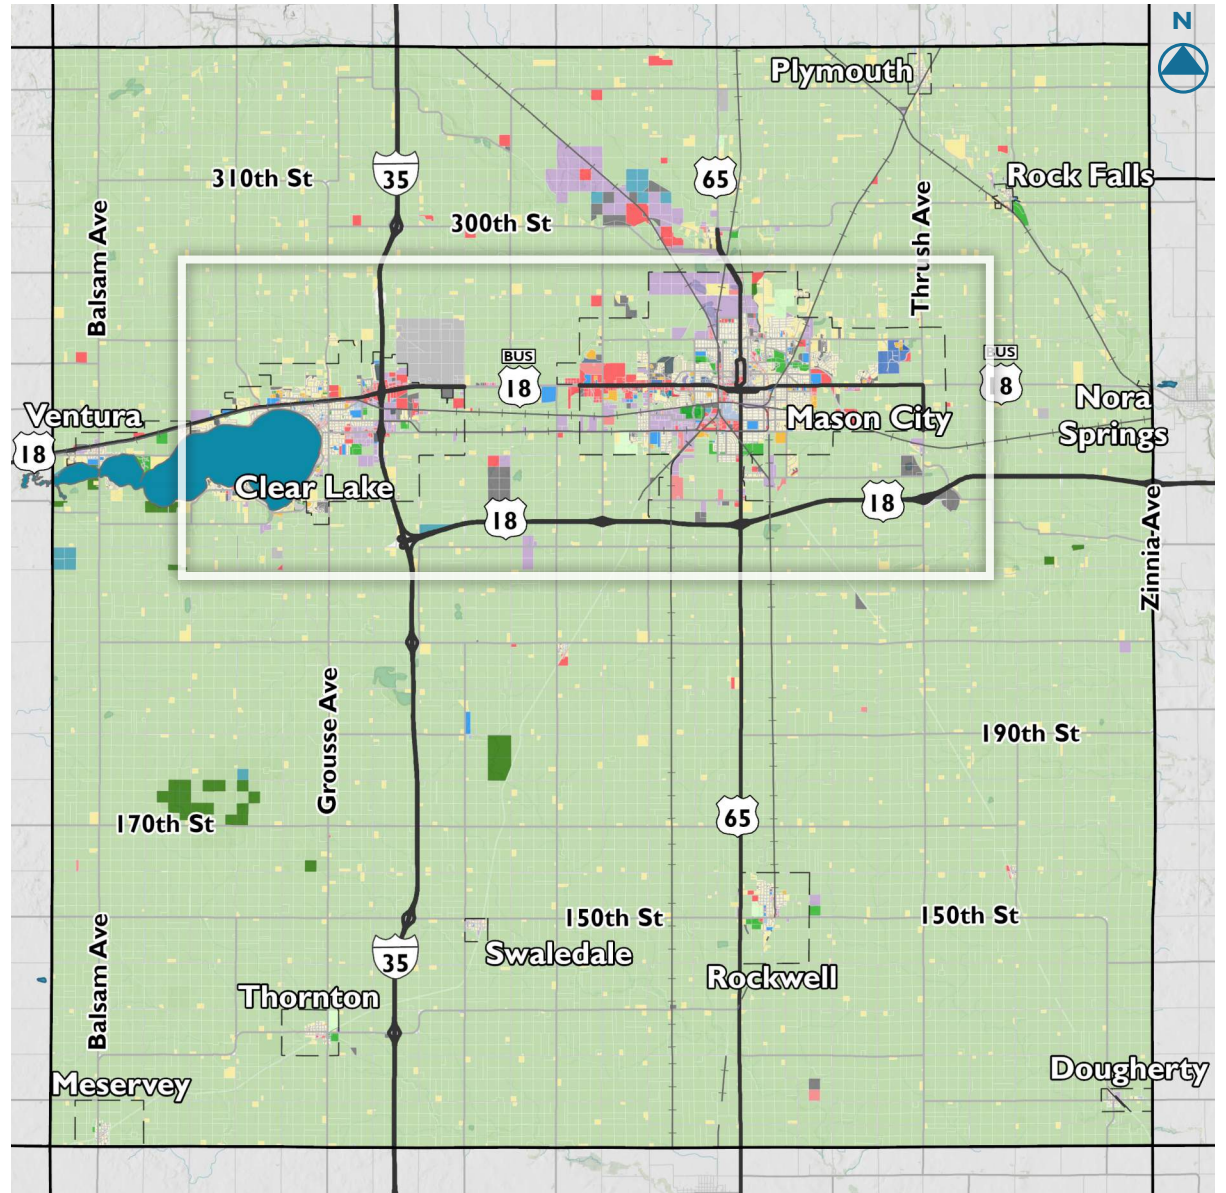 N
Plymouth
310th St
35
65
Rock Falls
300th St
Balsam Ave
Thrush Ave
BUS
18
BUS
8
Ventura
Nora
Springs
Mason City
18
Clear Lake
18
18
Zinnia-Ave
Grousse Ave
190th St
170th St
65
150th St
150th St
Balsam Ave
Swaledale
35
Rockwell
Thornton
Meservey
Dougherty